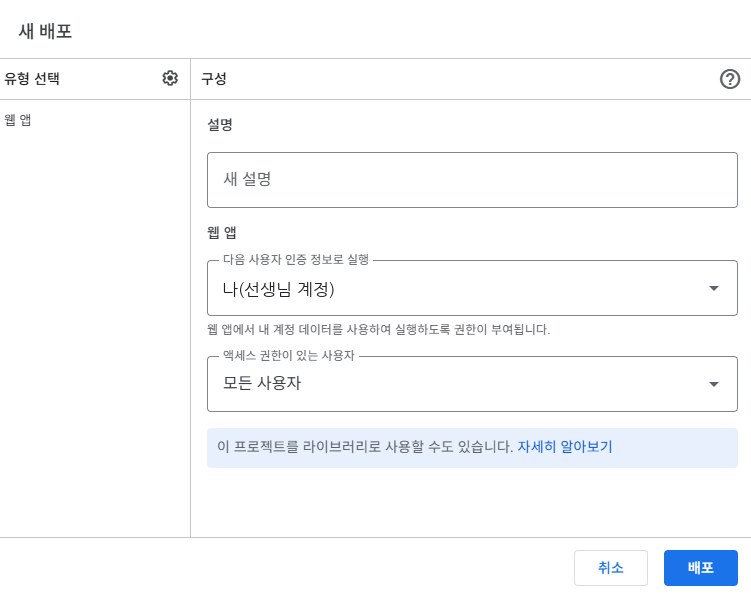 새 배포
유형 선택
구성
웹 앱
설명
새 설명
웹 앱
다음 사용자 인증 정보로 실행
나(선생님 계정)
웹 앱에서 내 계정 데이터를 사용하여 실행하도록 권한이 부여됩니다.
액세스 권한이 있는 사용자
모든 사용자
이 프로젝트를 라이브러리로 사용할 수도 있습니다. 자세히 알아보기
취소
배포